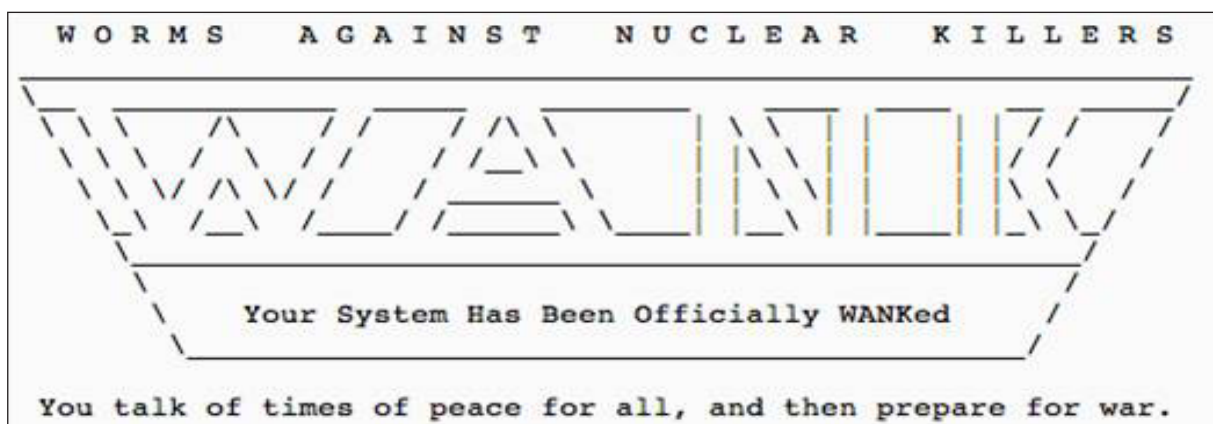 W O R M S A G A I N S T N U C L E A R K I L L E R S
WANK
Your System Has Been Officially WANKed
You talk of times of peace for all, and then prepare for war.